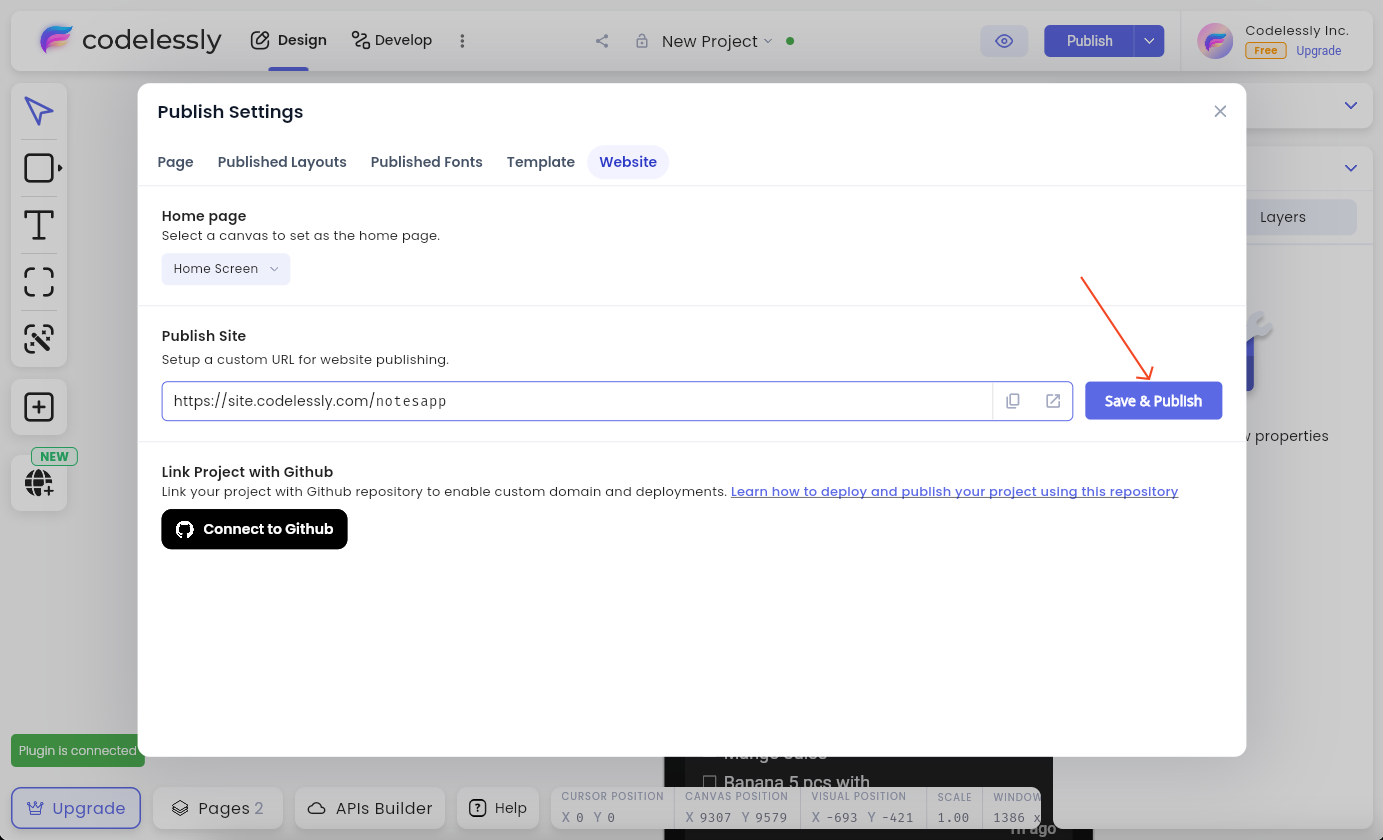 codelessly
Design
Develop
New Project
Publish
Codelessly Inc.
Free
Upgrade
Publish Settings
Page
Published Layouts
Published Fonts
Template
Website
Home page
Select a canvas to set as the home page.
Home Screen
Layers
Publish Site
Setup a custom URL for website publishing.
https://site.codelessly.com/notesapp
Save & Publish
properties
NEW
Link Project with Github
Link your project with Github repository to enable custom domain and deployments. Learn how to deploy and publish your project using this repository
Connect to Github
Plugin is connected
Banana 5 pcs with
Upgrade
Pages 2
APIs Builder
Help
CURSOR POSITION
X 0 Y 0
CANVAS POSITION
X 9307 Y 9579
VISUAL POSITION
X -693 Y -421
SCALE
1.00
WINDOW
1386 x
ago